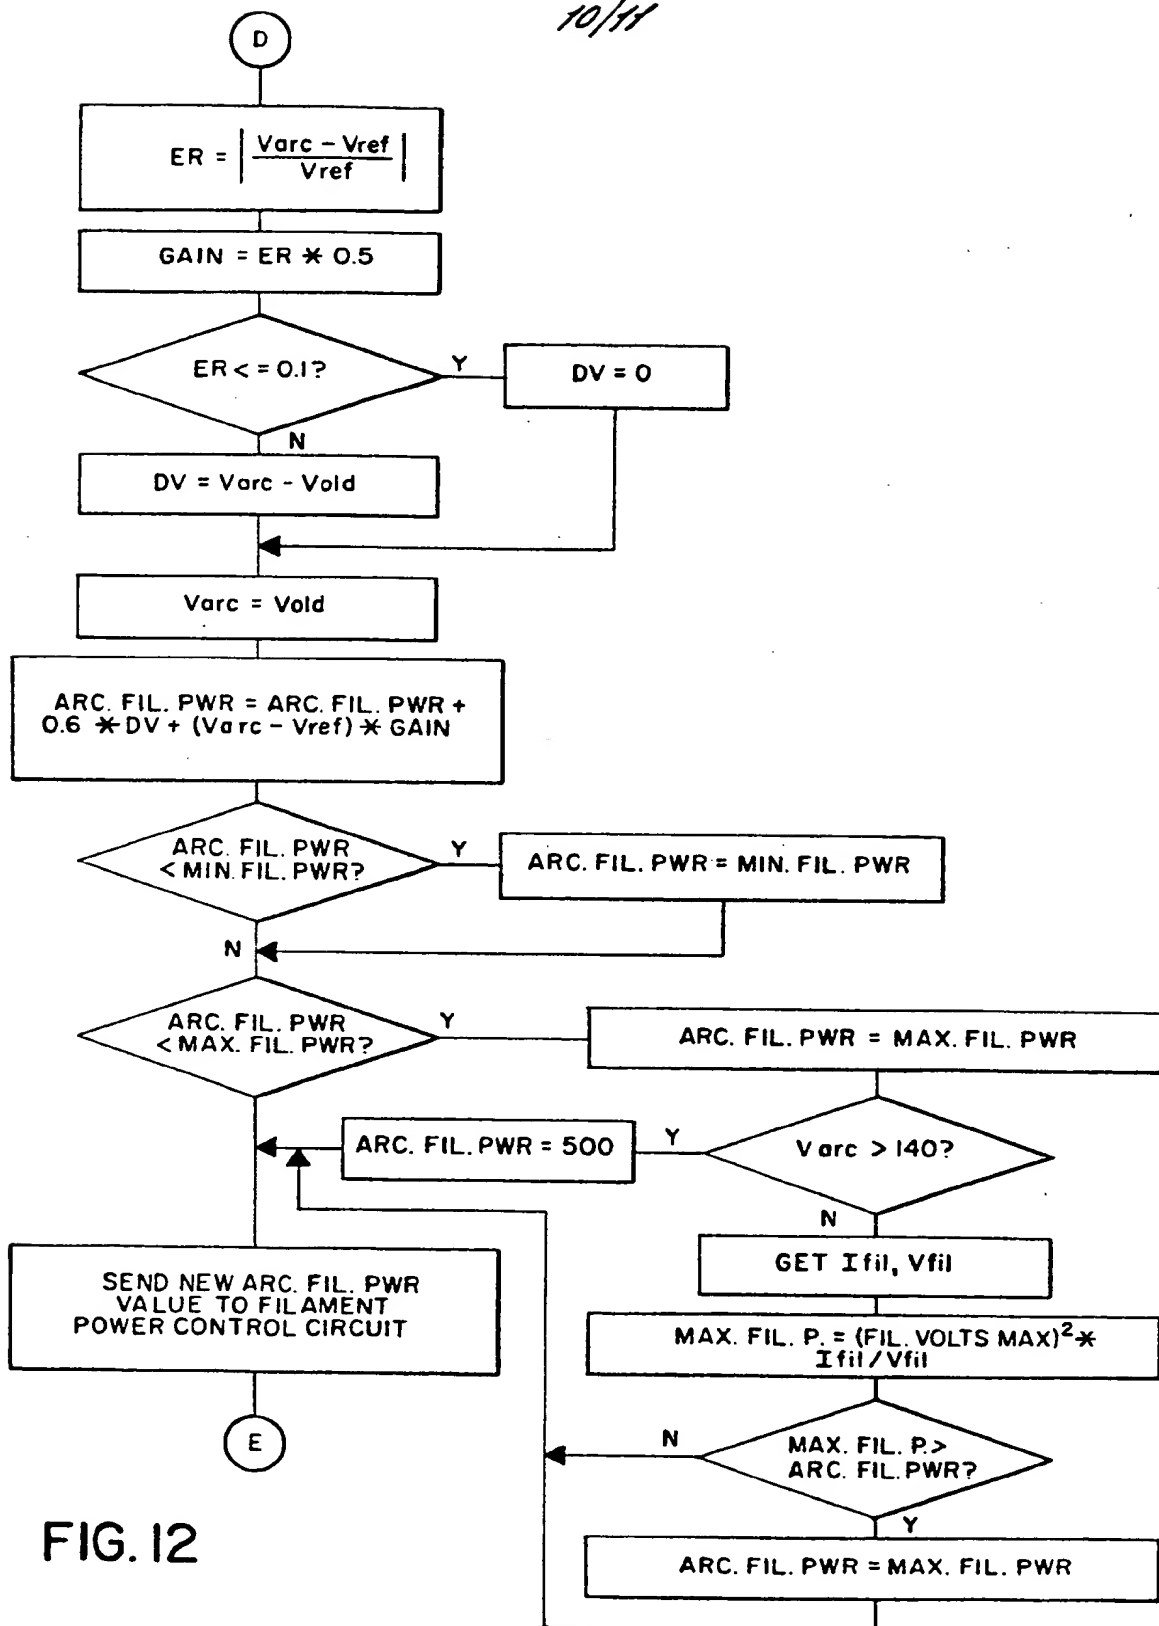 10/11
D
ER = | Varc - Vref / Vref |
GAIN = ER * 0.5
ER <= 0.1?
Y
DV = 0
N
DV = Varc - Vold
Varc = Vold
ARC. FIL. PWR = ARC. FIL. PWR +
0.6 * DV + (Varc - Vref) * GAIN
ARC. FIL. PWR
< MIN. FIL. PWR?
Y
ARC. FIL. PWR = MIN. FIL. PWR
N
ARC. FIL. PWR
< MAX. FIL. PWR?
Y
ARC. FIL. PWR = MAX. FIL. PWR
Varc > 140?
Y
ARC. FIL. PWR = 500
N
GET Ifil, Vfil
MAX. FIL. P. = (FIL. VOLTS MAX)² *
Ifil/Vfil
MAX. FIL. P. >
ARC. FIL. PWR?
N
Y
ARC. FIL. PWR = MAX. FIL. PWR
SEND NEW ARC. FIL. PWR
VALUE TO FILAMENT
POWER CONTROL CIRCUIT
E
FIG. 12